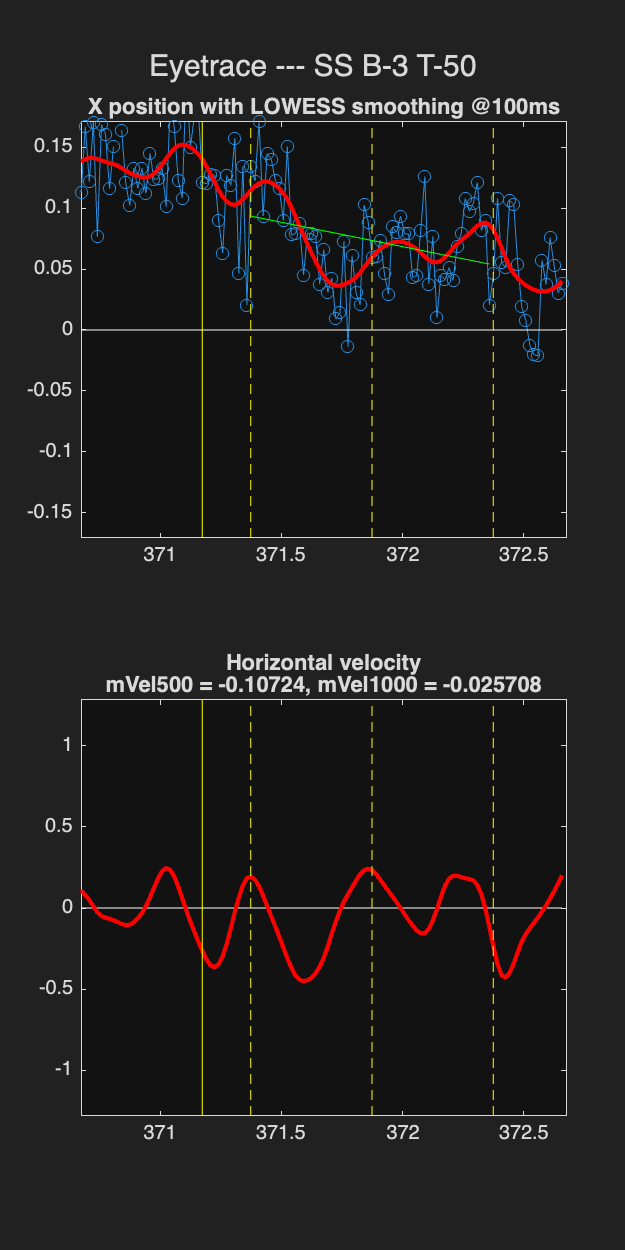 Eyetrace --- SS B-3 T-50
X position with LOWESS smoothing @100ms
0.15
0.1
0.05
0
-0.05
-0.1
-0.15
371 371.5 372 372.5
Horizontal velocity
mVel500 = -0.10724, mVel1000 = -0.025708
1
0.5
0
-0.5
-1
371 371.5 372 372.5